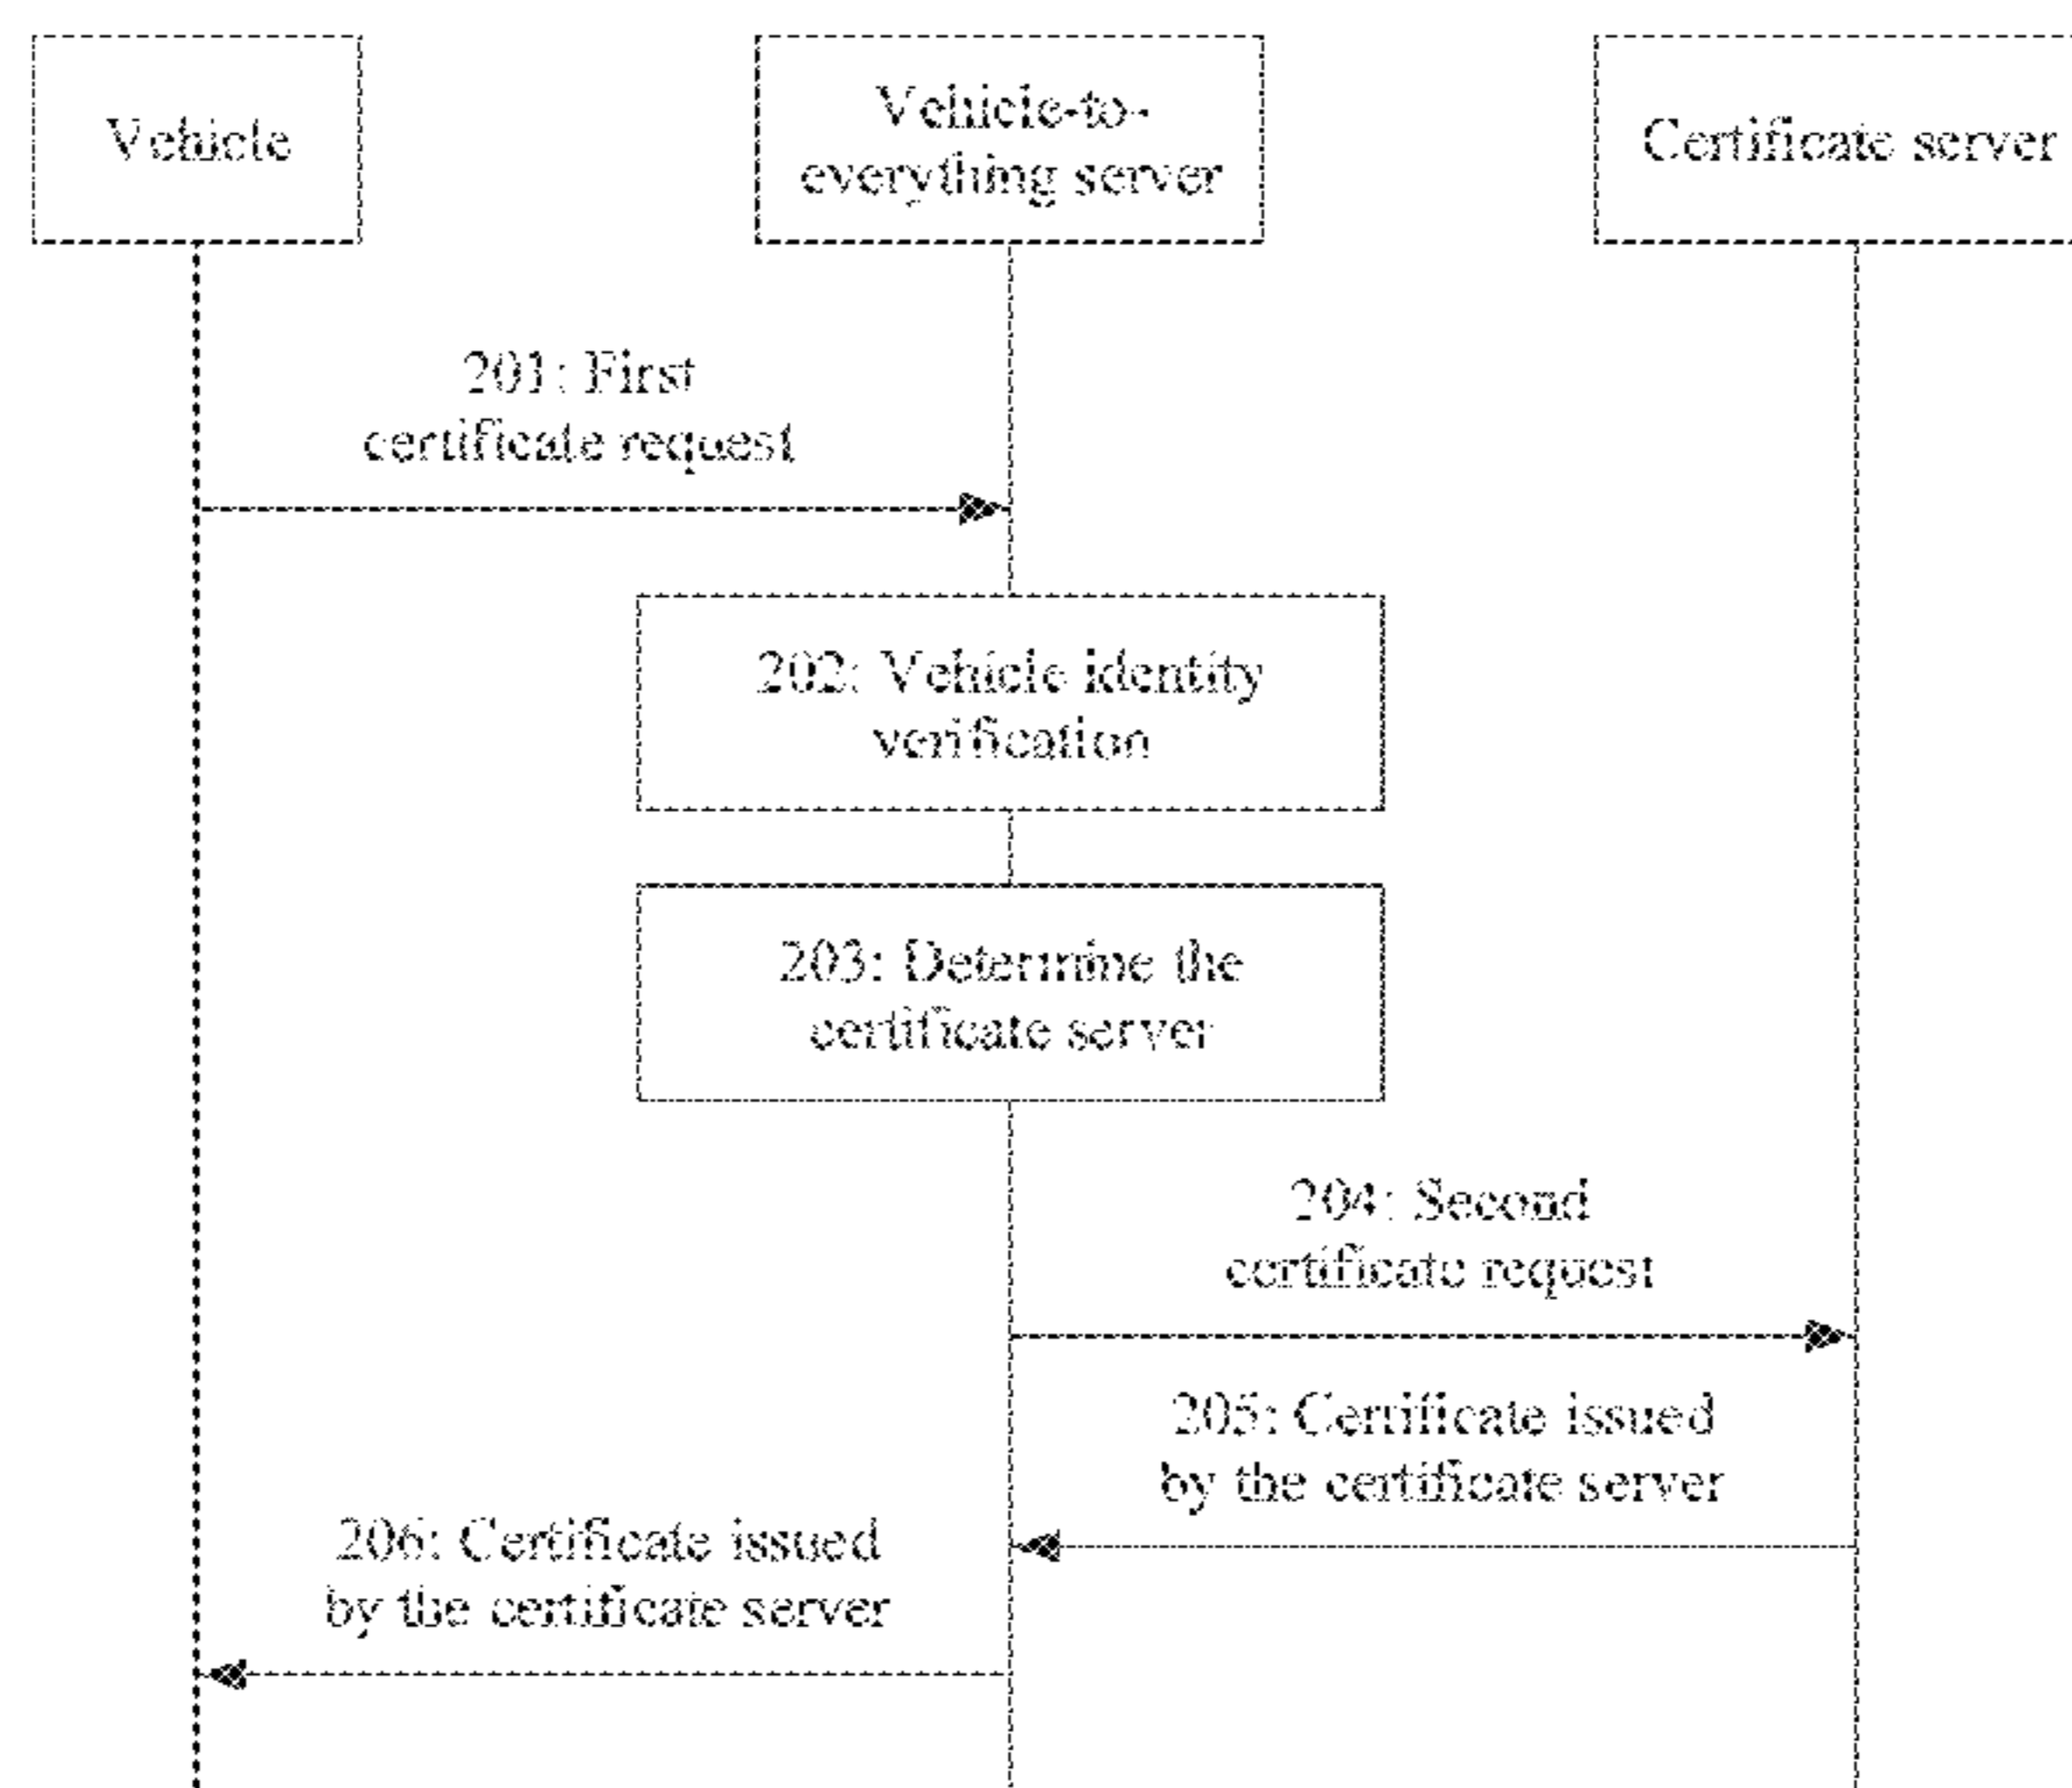 Vehicle
Vehicle-to-
everything server
Certificate server
201: First
certificate request
202: Vehicle identity
verification
203: Determine the
certificate server
204: Second
certificate request
205: Certificate issued
by the certificate server
206: Certificate issued
by the certificate server